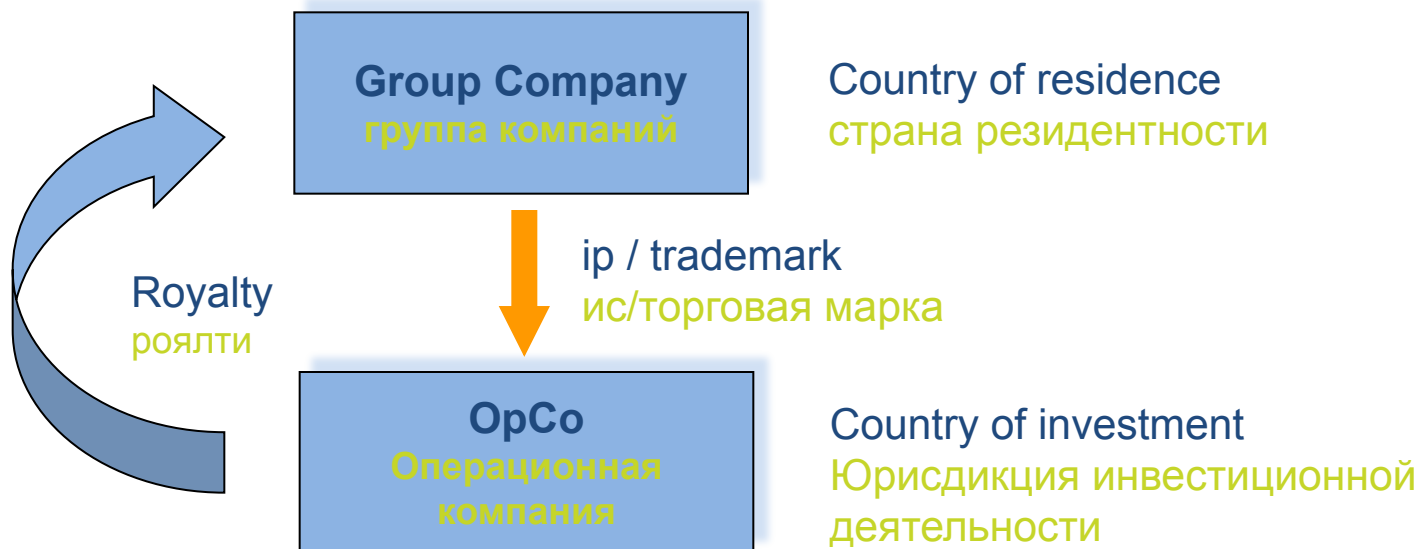 Group Company
группа компаний
Country of residence
страна резидентности
ip / trademark
ис/торговая марка
Royalty
роялти
OpCo
Операционная
компания
Country of investment
Юрисдикция инвестиционной
деятельности